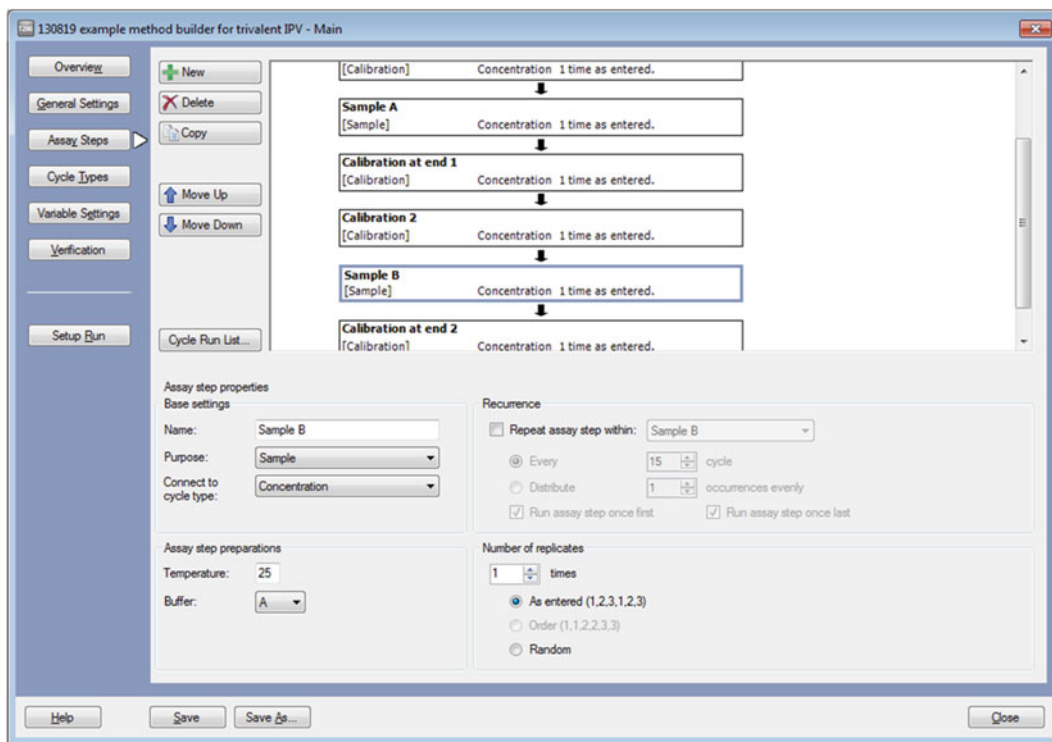 130819 example method builder for trivalent IPV - Main
Overview
General Settings
Assay Steps
Cycle Types
Variable Settings
Verification
Setup Run
New
Delete
Copy
Move Up
Move Down
Cycle Run List...
[Calibration] Concentration 1 time as entered.
Sample A
[Sample] Concentration 1 time as entered.
Calibration at end 1
[Calibration] Concentration 1 time as entered.
Calibration 2
[Calibration] Concentration 1 time as entered.
Sample B
[Sample] Concentration 1 time as entered.
Calibration at end 2
[Calibration] Concentration 1 time as entered.
Assay step properties
Base settings
Name: Sample B
Purpose: Sample
Connect to
cycle type: Concentration
Recurrence
Repeat assay step within: Sample B
Every 15 cycle
Distribute 1 occurrences evenly
Run assay step once first Run assay step once last
Assay step preparations
Temperature: 25
Buffer: A
Number of replicates
1 times
As entered (1,2,3,1,2,3)
Order (1,1,2,2,3,3)
Random
Help Save Save As... Close